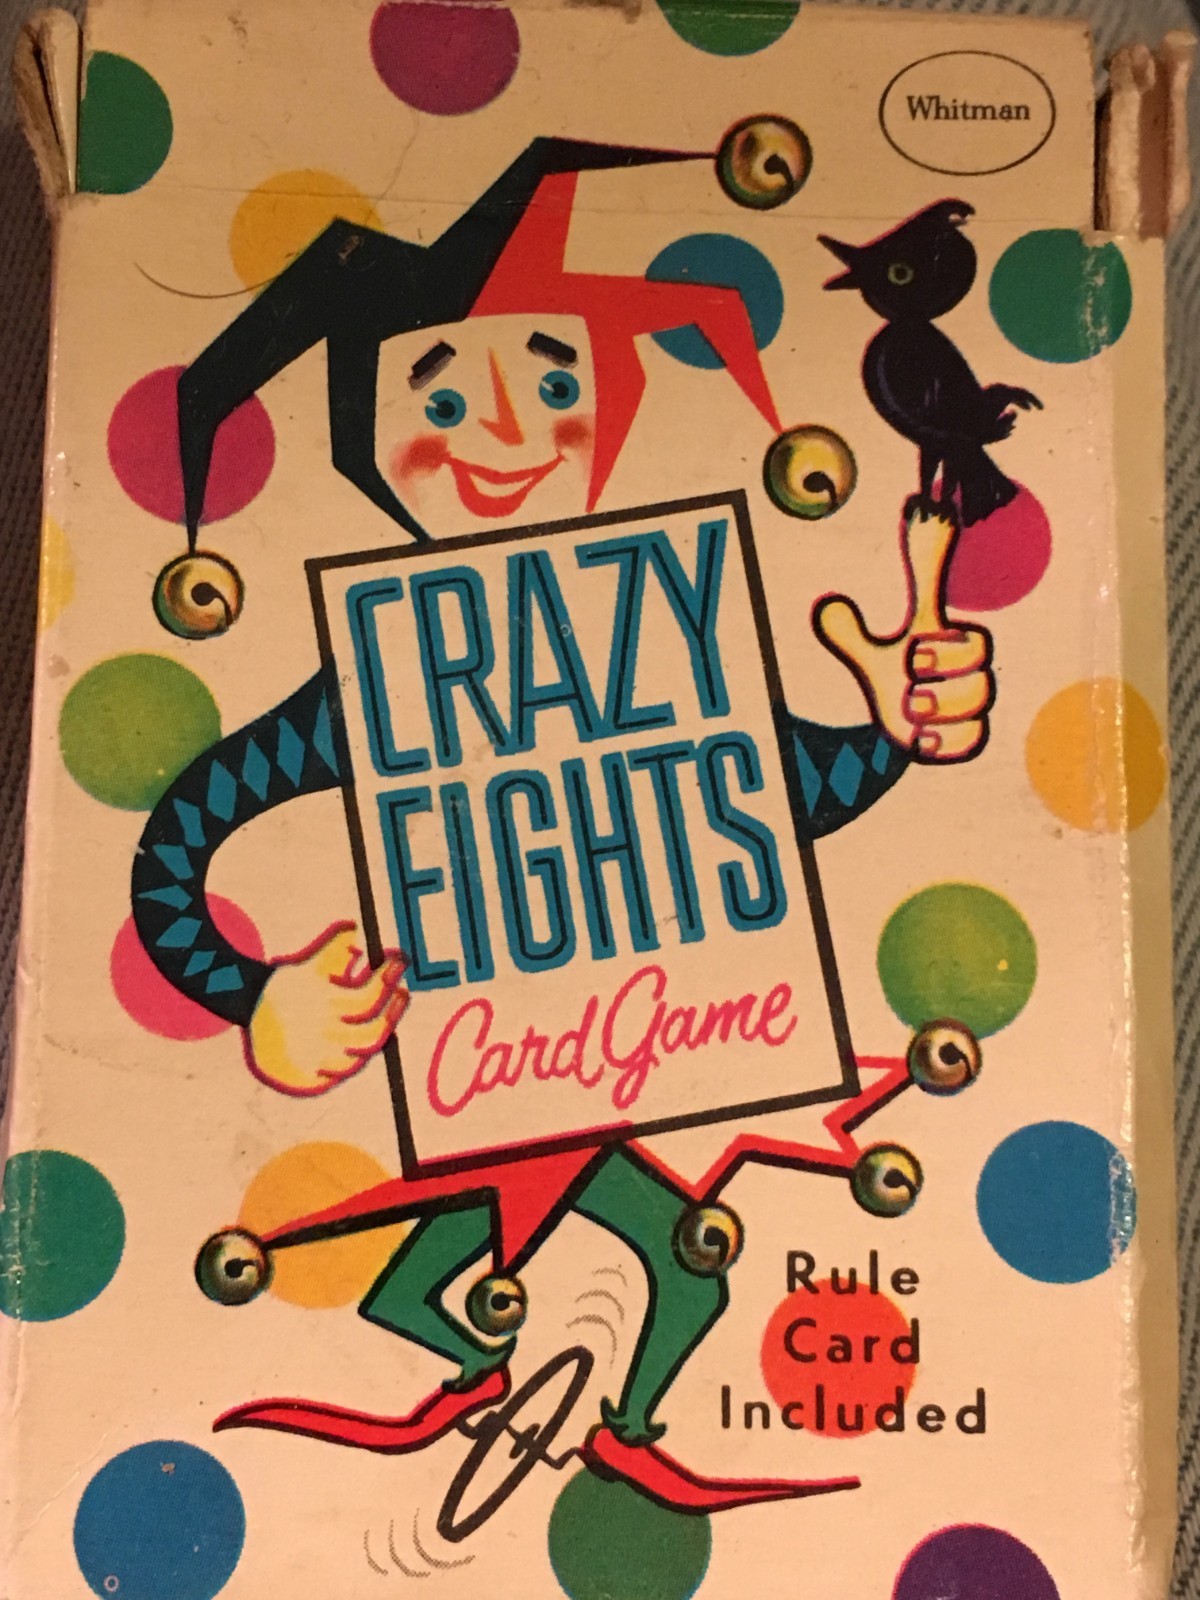 Whitman
CRAZY
EIGHTS
Card Game
Rule
Card
Included